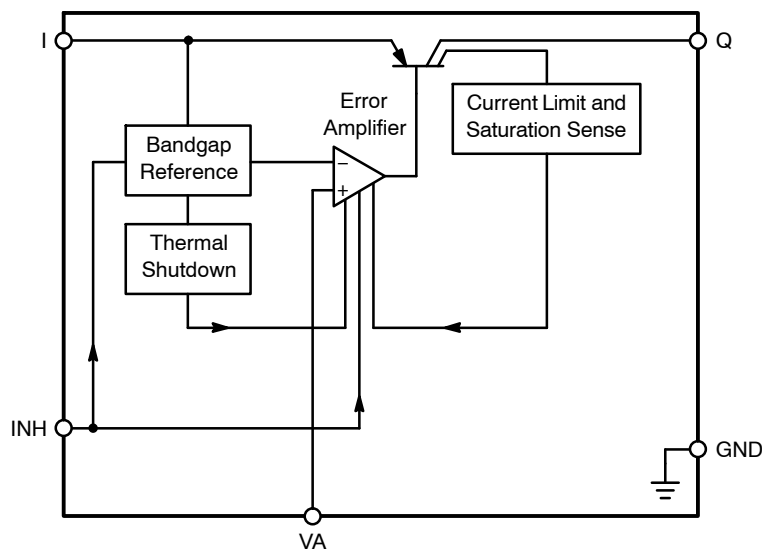 I
Q
Error
Amplifier
Current Limit and
Saturation Sense
Bandgap
Reference
−
+
Thermal
Shutdown
INH
GND
VA